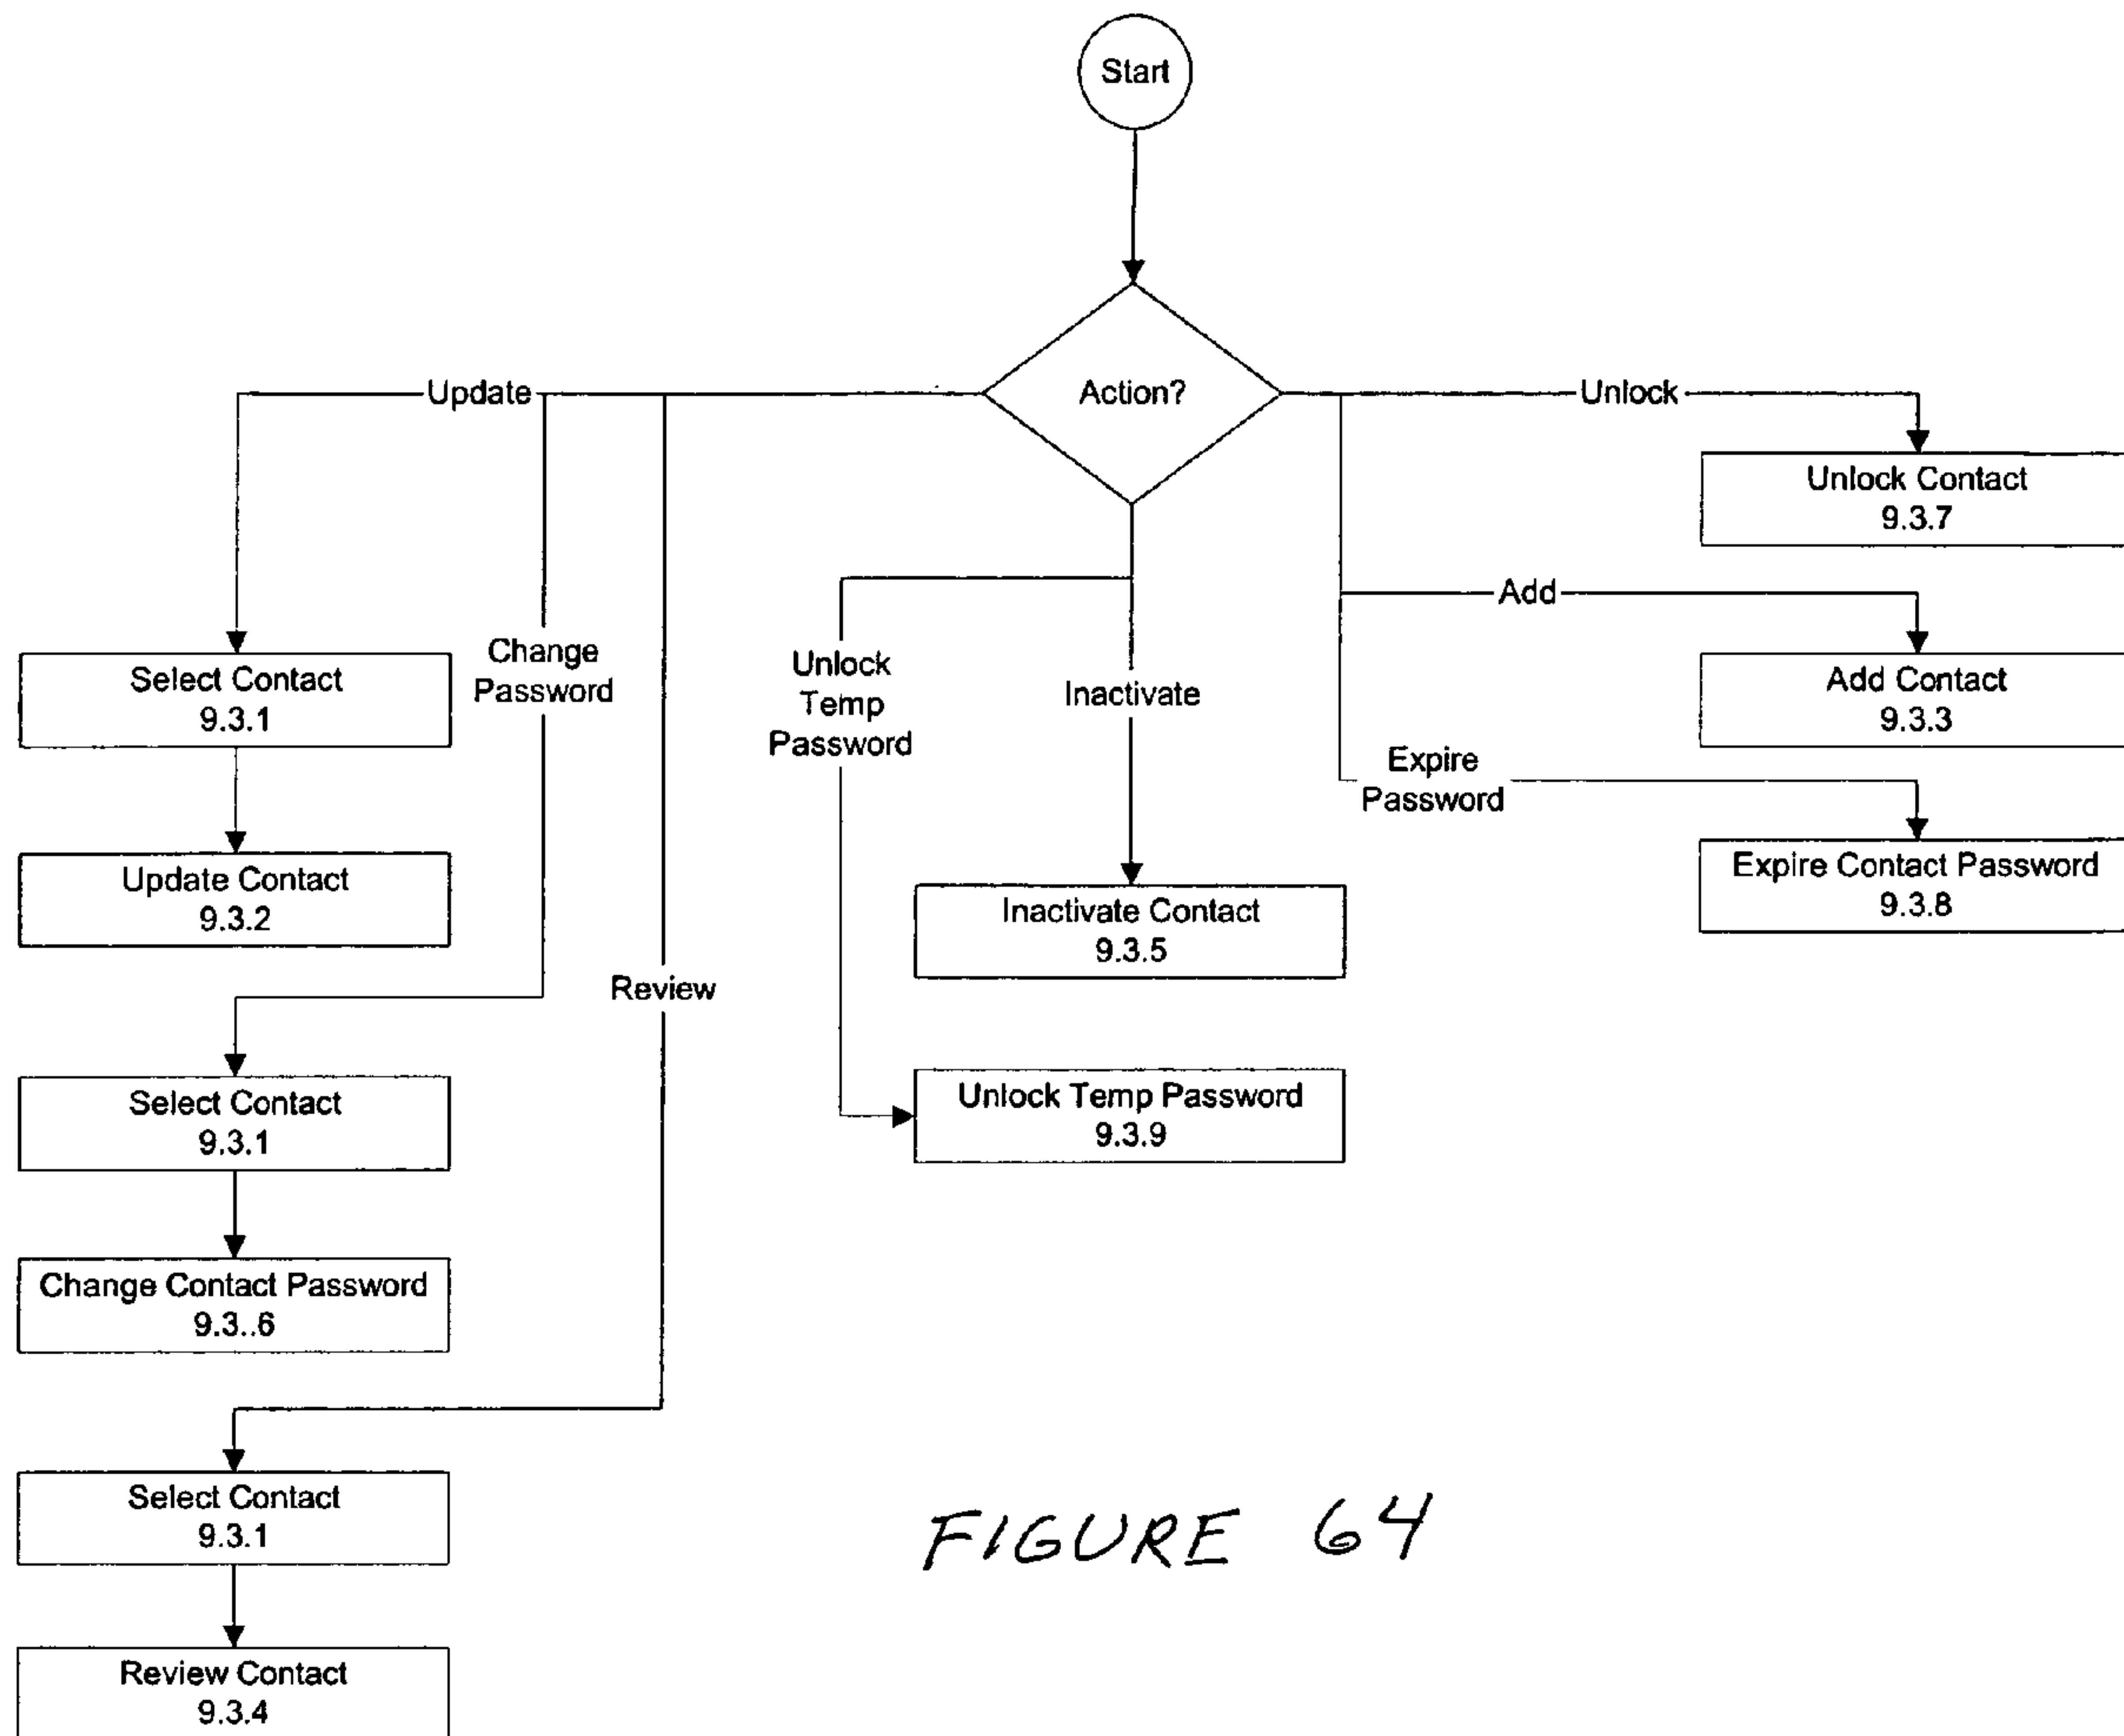 Start
Action?
Update
Unlock
Unlock Contact
9.3.7
Add
Change
Password
Select Contact
9.3.1
Unlock
Temp
Password
Inactivate
Add Contact
9.3.3
Expire
Password
Update Contact
9.3.2
Inactivate Contact
9.3.5
Expire Contact Password
9.3.8
Review
Select Contact
9.3.1
Unlock Temp Password
9.3.9
Change Contact Password
9.3..6
Select Contact
9.3.1
FIGURE 64
Review Contact
9.3.4